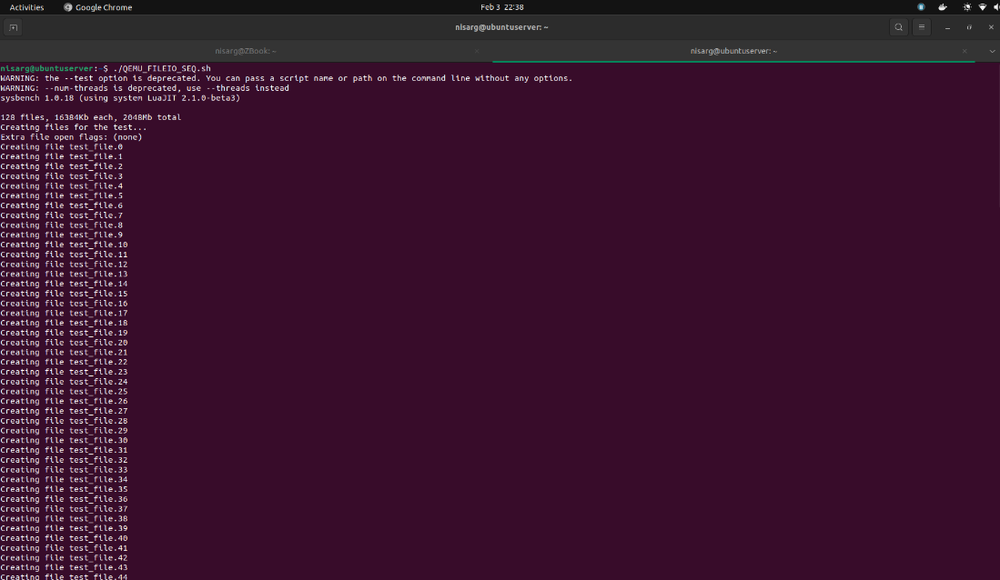 Activities Google Chrome Feb 3 22:38
nisarg@ubuntuserver: ~
nisarg@ZBook: ~ nisarg@ubuntuserver: ~
nisarg@ubuntuserver:~$ ./QEMU_FILEIO_SEQ.sh
WARNING: the --test option is deprecated. You can pass a script name or path on the command line without any options.
WARNING: --num-threads is deprecated, use --threads instead
sysbench 1.0.18 (using system LuaJIT 2.1.0-beta3)
128 files, 16384Kb each, 2048Mb total
Creating files for the test...
Extra file open flags: (none)
Creating file test_file.0
Creating file test_file.1
Creating file test_file.2
Creating file test_file.3
Creating file test_file.4
Creating file test_file.5
Creating file test_file.6
Creating file test_file.7
Creating file test_file.8
Creating file test_file.9
Creating file test_file.10
Creating file test_file.11
Creating file test_file.12
Creating file test_file.13
Creating file test_file.14
Creating file test_file.15
Creating file test_file.16
Creating file test_file.17
Creating file test_file.18
Creating file test_file.19
Creating file test_file.20
Creating file test_file.21
Creating file test_file.22
Creating file test_file.23
Creating file test_file.24
Creating file test_file.25
Creating file test_file.26
Creating file test_file.27
Creating file test_file.28
Creating file test_file.29
Creating file test_file.30
Creating file test_file.31
Creating file test_file.32
Creating file test_file.33
Creating file test_file.34
Creating file test_file.35
Creating file test_file.36
Creating file test_file.37
Creating file test_file.38
Creating file test_file.39
Creating file test_file.40
Creating file test_file.41
Creating file test_file.42
Creating file test_file.43
Creating file test_file.44